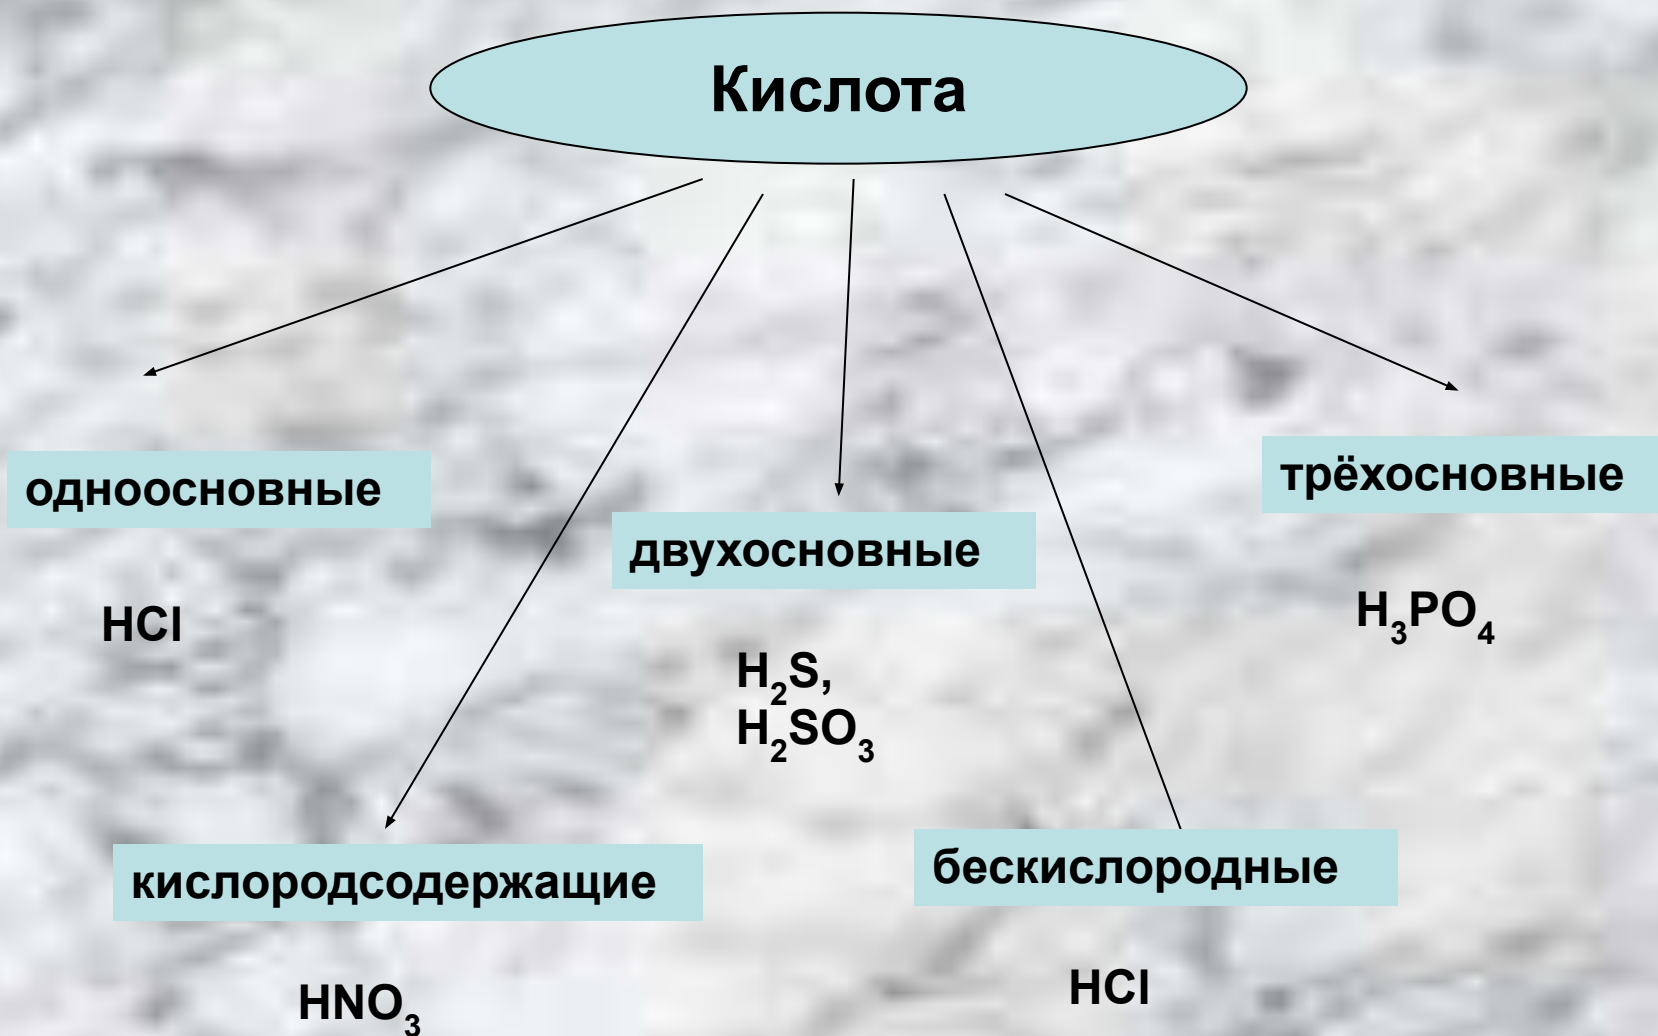 Кислота
одноосновные
HCl
двухосновные
H₂S,
H₂SO₃
трёхосновные
H₃PO₄
кислородсодержащие
HNO₃
бескислородные
HCl